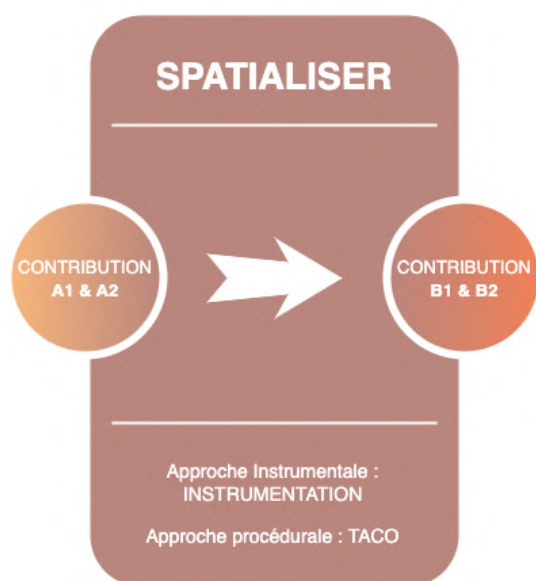 SPATIALISER
CONTRIBUTION
A1 & A2
CONTRIBUTION
B1 & B2
Approche Instrumentale :
INSTRUMENTATION
Approche procédurale : TACO